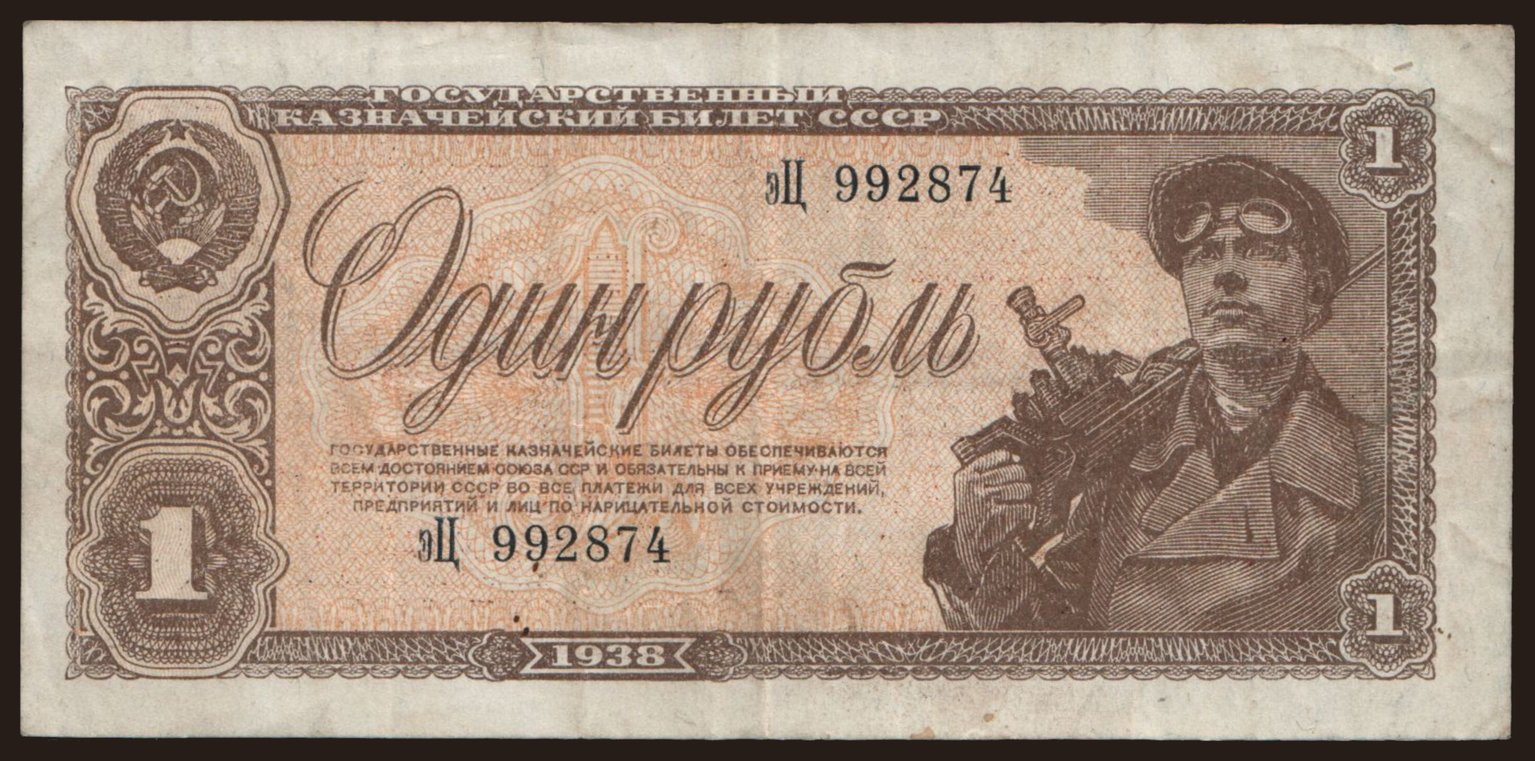 ГОСУДАРСТВЕННЫЙ
КАЗНАЧЕЙСКИЙ БИЛЕТ СССР
1
эЦ 992874
Один рубль
ГОСУДАРСТВЕННЫЕ КАЗНАЧЕЙСКИЕ БИЛЕТЫ ОБЕСПЕЧИВАЮТСЯ
ВСЕМ ДОСТОЯНИЕМ СОЮЗА ССР И ОБЯЗАТЕЛЬНЫ К ПРИЕМУ НА ВСЕЙ
ТЕРРИТОРИИ СССР ВО ВСЕ ПЛАТЕЖИ ДЛЯ ВСЕХ УЧРЕЖДЕНИЙ,
ПРЕДПРИЯТИЙ И ЛИЦ ПО НАРИЦАТЕЛЬНОЙ СТОИМОСТИ.
эЦ 992874
1
1
1938